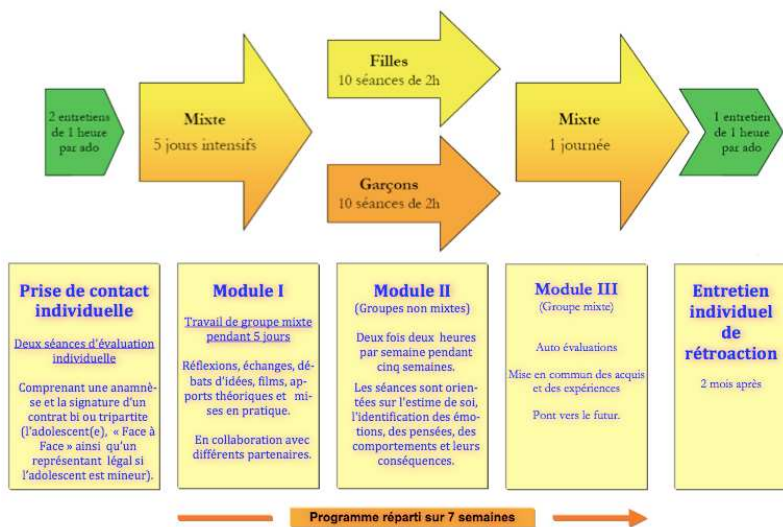 2 entretiens
de 1 heure
par ado
Mixte
5 jours intensifs
Filles
10 séances de 2h
Garçons
10 séances de 2h
Mixte
1 journée
1 entretien
de 1 heure
par ado
Prise de contact
individuelle
Deux séances d'évaluation
individuelle
Comprenant une anamnè-
se et la signature d'un
contrat bi ou tripartite
(l'adolescent(e), « Face à
Face » ainsi qu'un
représentant légal si
l'adolescent est mineur).
Module I
Travail de groupe mixte
pendant 5 jours
Réflexions, échanges, dé-
bats d'idées, films, ap-
ports théoriques et mi-
ses en pratique.
En collaboration avec
différents partenaires.
Module II
(Groupes non mixtes)
Deux fois deux heures
par semaine pendant
cinq semaines.
Les séances sont orien-
tées sur l'estime de soi,
l'identification des émo-
tions, des pensées, des
comportements et leurs
conséquences.
Module III
(Groupe mixte)
Auto évaluations
Mise en commun des acquis
et des expériences
Pont vers le futur.
Entretien
individuel
de
rétroaction
2 mois après
Programme réparti sur 7 semaines